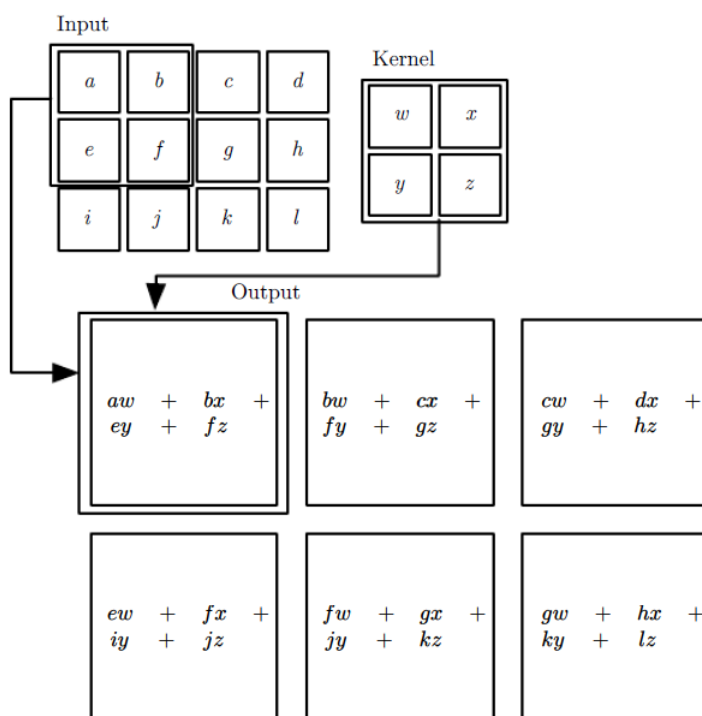 Input
a b c d
e f g h
i j k l
Kernel
w x
y z
Output
aw + bx +
ey + fz
bw + cx +
fy + gz
cw + dx +
gy + hz
ew + fx +
iy + jz
fw + gx +
jy + kz
gw + hx +
ky + lz